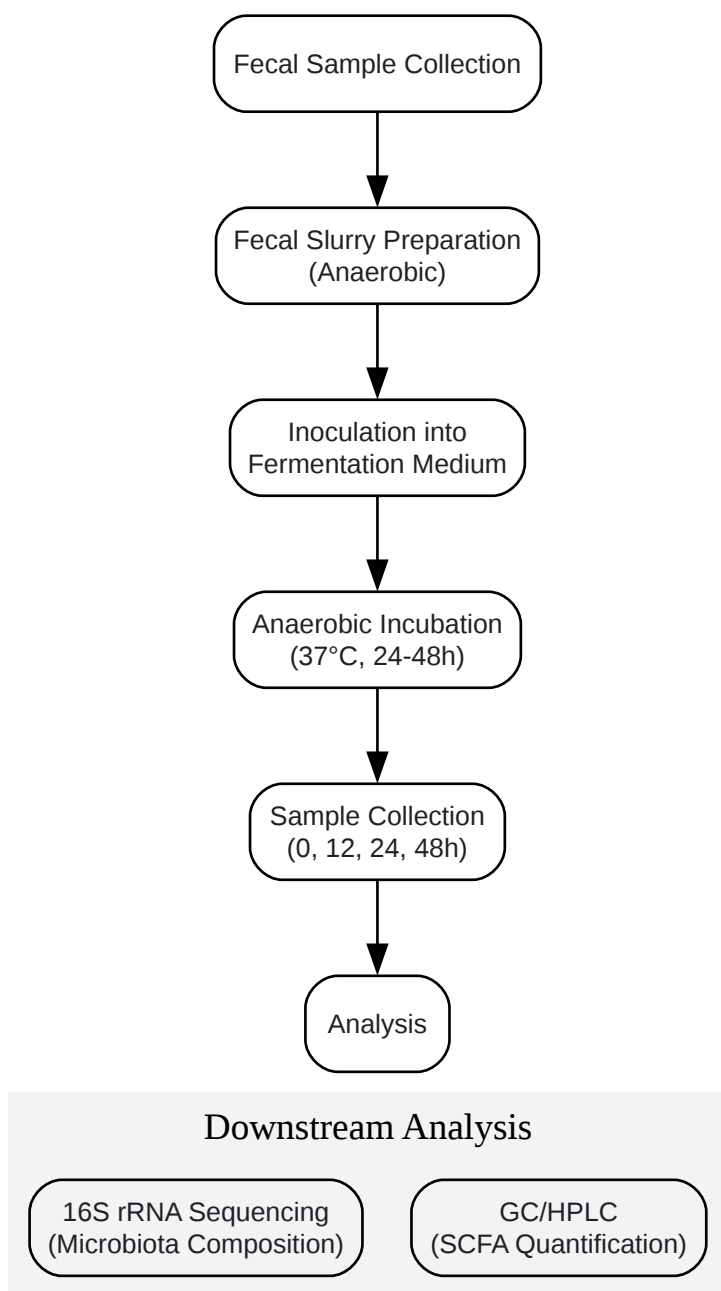 Fecal Sample Collection
Fecal Slurry Preparation
(Anaerobic)
Inoculation into
Fermentation Medium
Anaerobic Incubation
(37°C, 24-48h)
Sample Collection
(0, 12, 24, 48h)
Analysis
Downstream Analysis
16S rRNA Sequencing
(Microbiota Composition)
GC/HPLC
(SCFA Quantification)